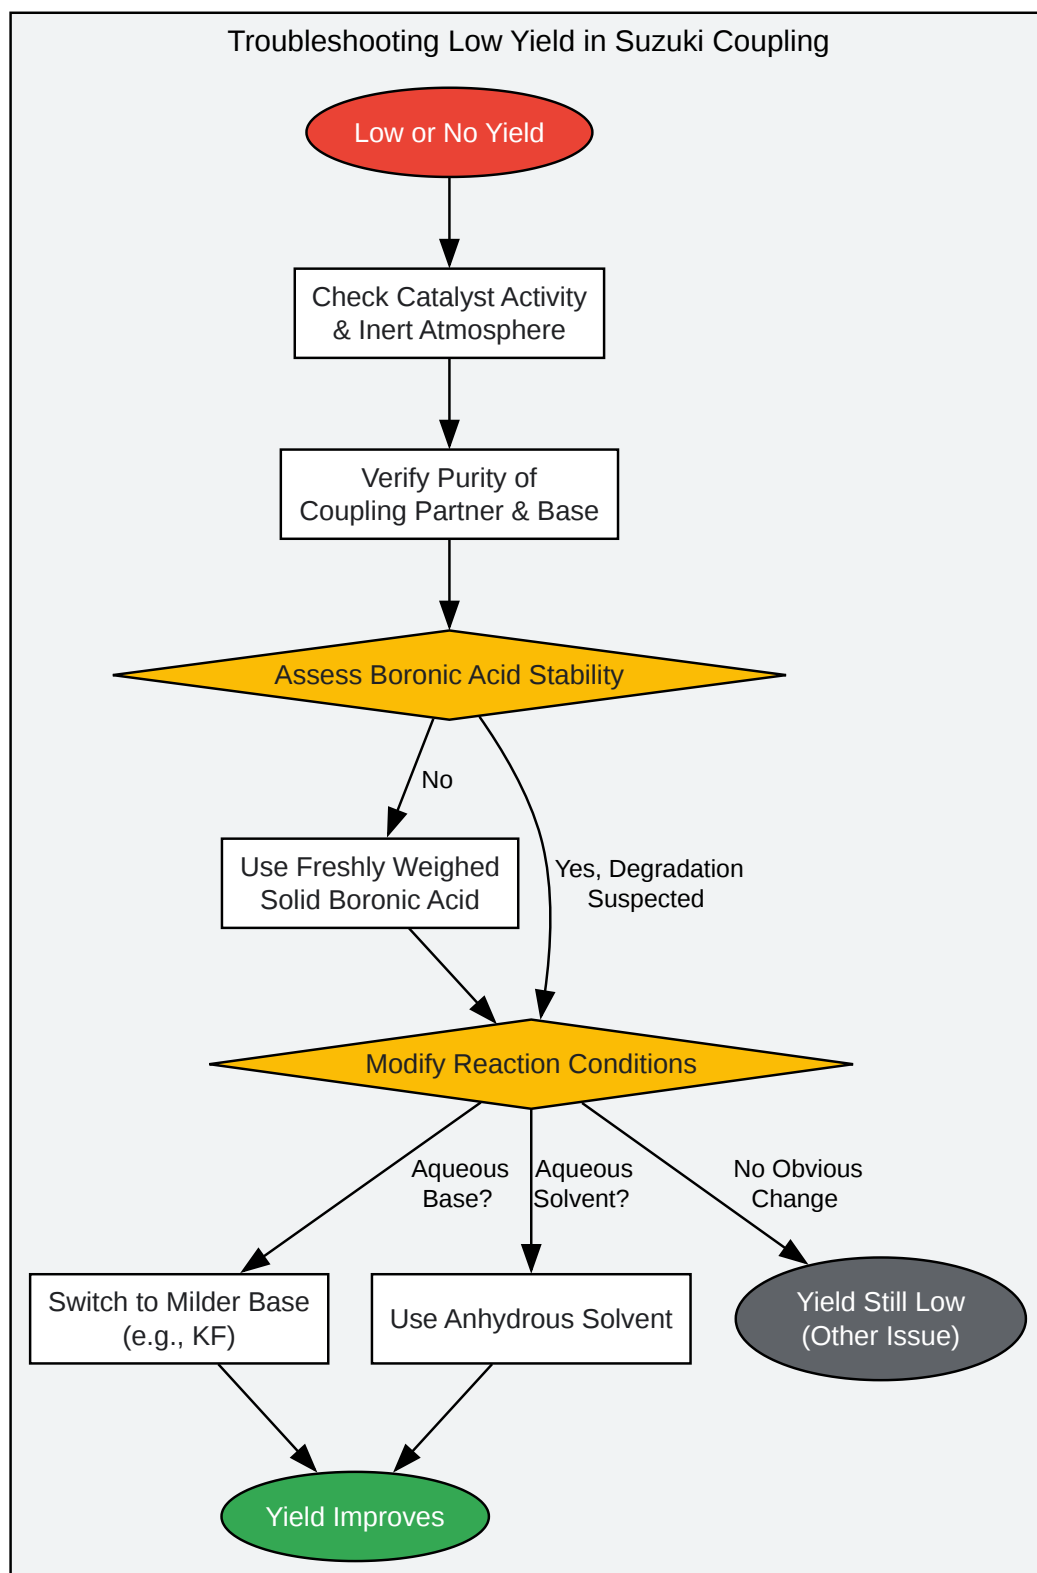 Troubleshooting Low Yield in Suzuki Coupling
Low or No Yield
Check Catalyst Activity
& Inert Atmosphere
Verify Purity of
Coupling Partner & Base
Assess Boronic Acid Stability
No
Use Freshly Weighed
Solid Boronic Acid
Yes, Degradation
Suspected
Modify Reaction Conditions
Aqueous
Base?
Aqueous
Solvent?
No Obvious
Change
Switch to Milder Base
(e.g., KF)
Use Anhydrous Solvent
Yield Still Low
(Other Issue)
Yield Improves